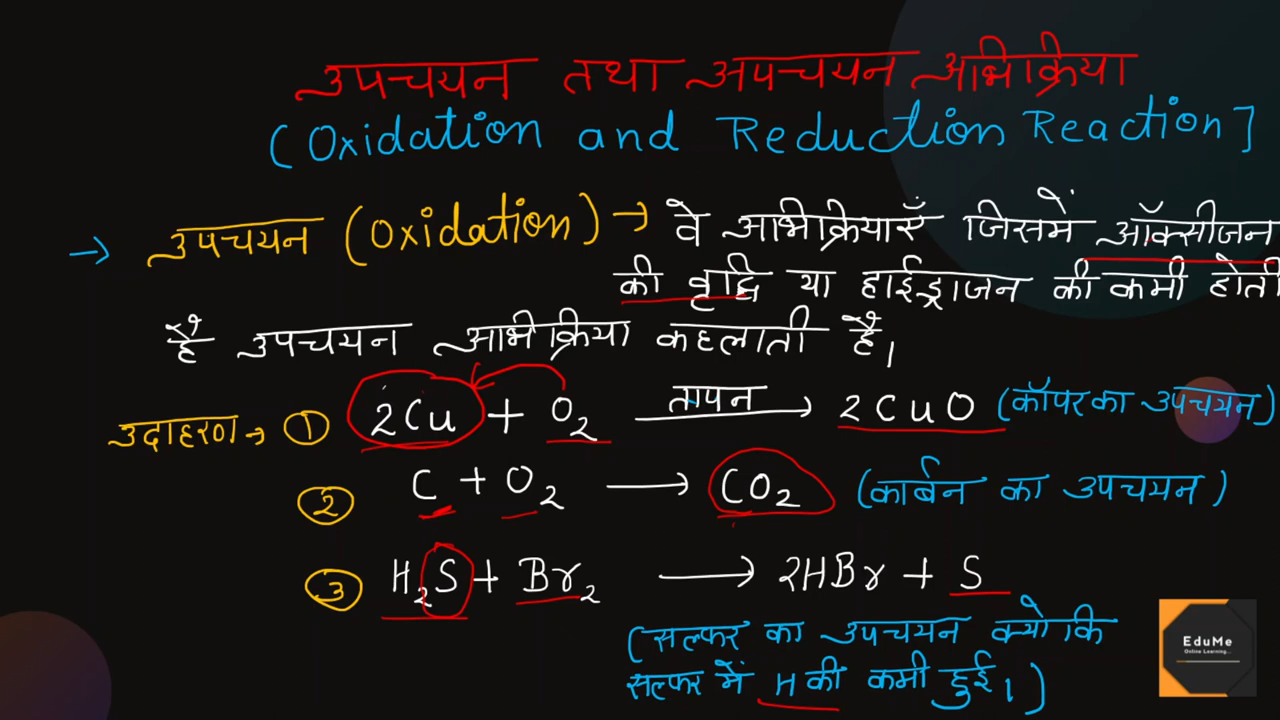 उपचयन तथा अपचयन अभिक्रिया
(Oxidation and Reduction Reaction]
→ उपचयन (Oxidation) → वे अभिक्रियाएँ जिसमें ऑक्सीजन
की वृद्धि या हाईड्राजन की कमी होती
है उपचयन अभिक्रिया कहलाती है।
उदाहरण → ① 2Cu + O₂ तापन → 2CuO (कॉपर का उपचयन)
② C + O₂ → CO₂ (कार्बन का उपचयन)
③ H₂S + Br₂ → 2HBr + S
(सल्फर का उपचयन क्योकि
सल्फर में H की कमी हुई।)
EduMe
Online Learning...